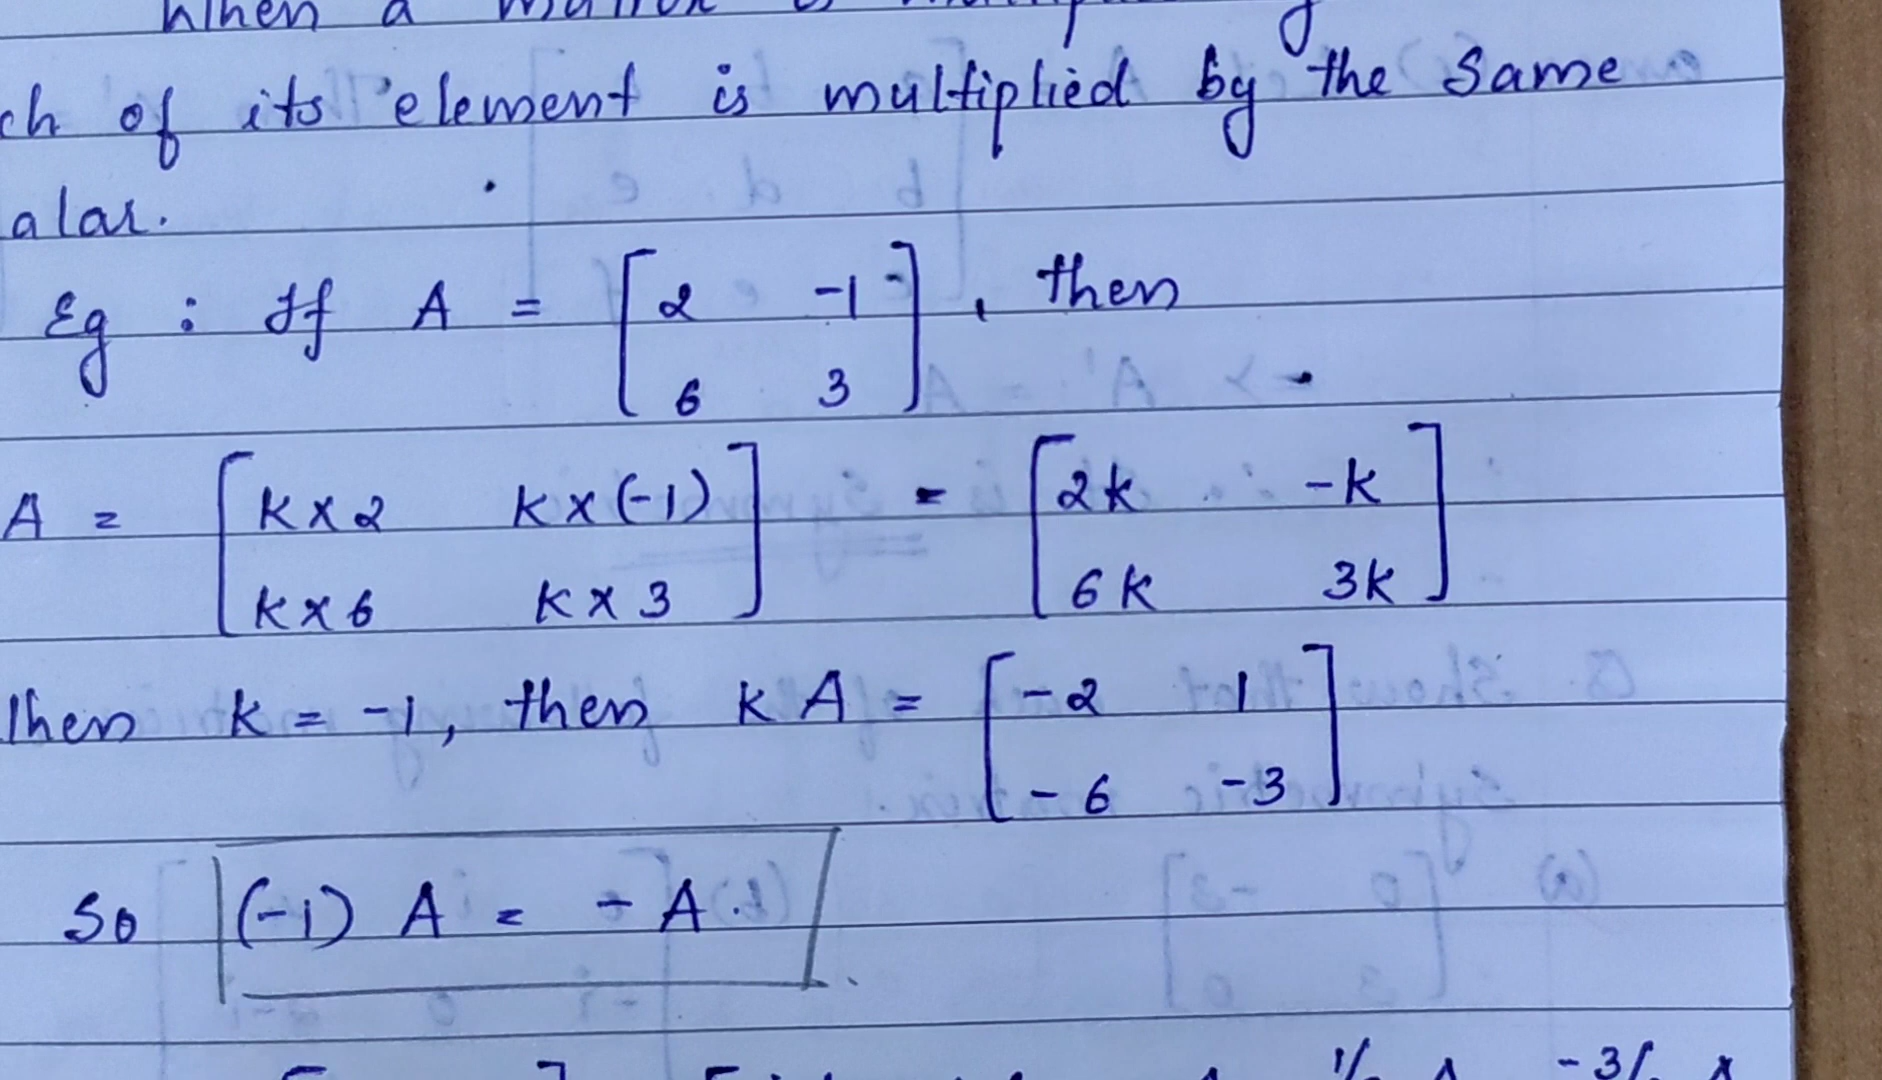 When a
ch of its element is multiplied by the same
alar.
Eg : If A = [ 2 -1
6 3 ] , then
A = [ k x 2 k x (-1)
k x 6 k x 3 ] = [ 2k -k
6k 3k ]
then k = -1, then k A = [ -2 1
-6 -3 ]
So (-1) A = - A.